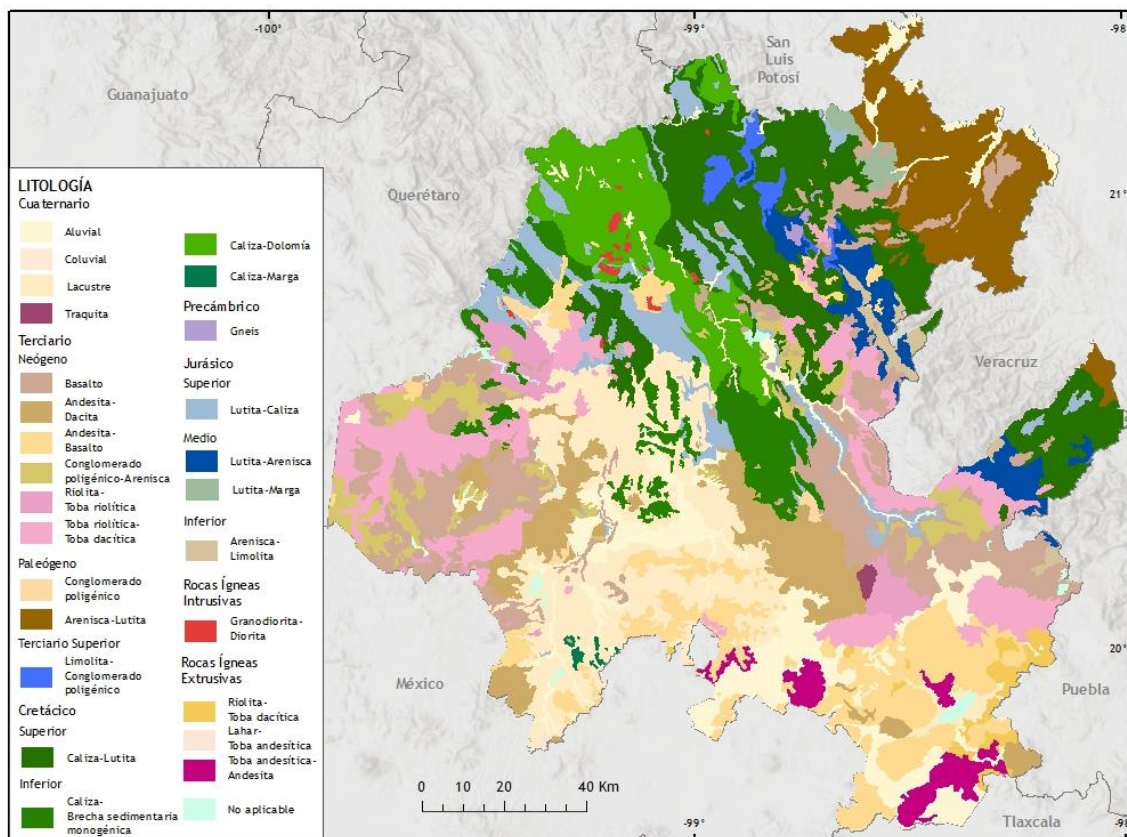 -100°
-99°
-98°
San
Luis
Potosí
Guanajuato
Querétaro
21°
Veracruz
20°
México
Puebla
Tlaxcala
-99°
-98
0 10 20 40 Km
LITOLOGÍA
Cuaternario
Aluvial
Coluvial
Lacustre
Traquita
Terciario
Neógeno
Basalto
Andesita-
Dacita
Andesita-
Basalto
Conglomerado
poligénico-Arenisca
Riolita-
Toba riolítica
Toba riolítica-
Toba dacítica
Paleógeno
Conglomerado
poligénico
Arenisca-Lutita
Terciario Superior
Limolita-
Conglomerado poligénico
Cretácico
Superior
Caliza-Lutita
Inferior
Caliza-
Brecha sedimentaria
monogénica
Caliza-Dolomía
Caliza-Marga
Precámbrico
Gneis
Jurásico
Superior
Lutita-Caliza
Medio
Lutita-Arenisca
Lutita-Marga
Inferior
Arenisca-
Limolita
Rocas Ígneas
Intrusivas
Granodiorita-
Diorita
Rocas Ígneas
Extrusivas
Riolita-
Toba dacítica
Lahar-
Toba andesítica
Toba andesítica-
Andesita
No aplicable